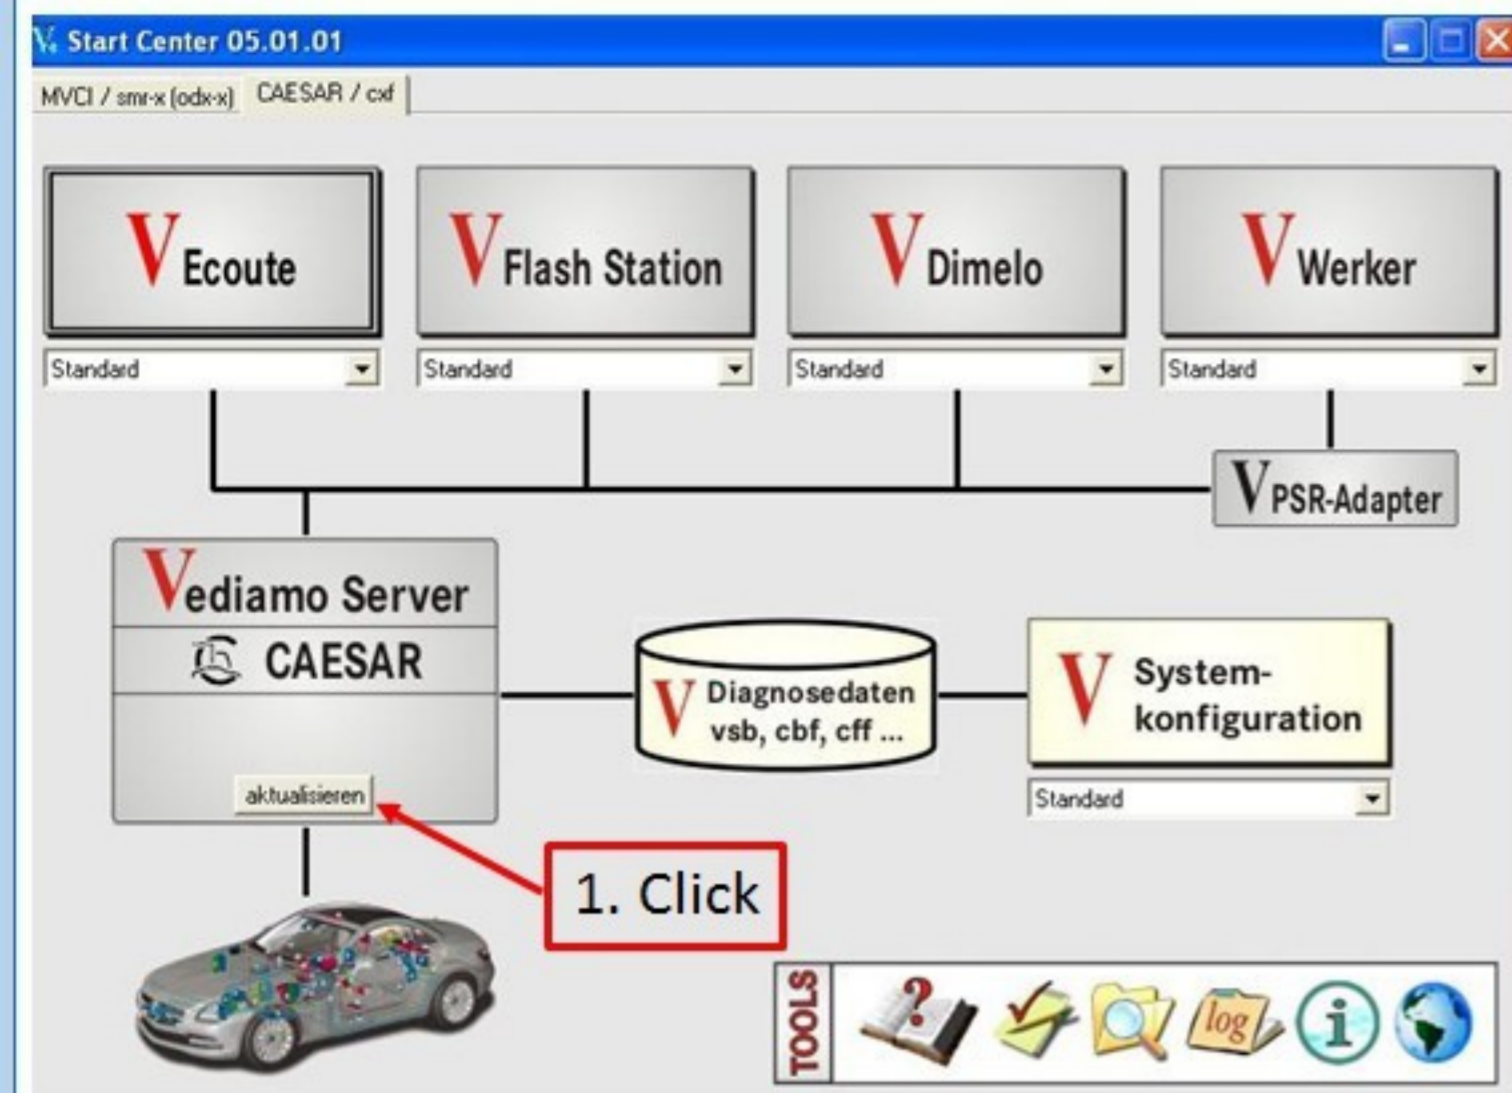 Start Center 05.01.01
MVCI / smr-x (odx-x) CAESAR / cxf
V Ecoute
V Flash Station
V Dimelo
V Werker
Standard
Standard
Standard
Standard
V PSR-Adapter
Vediamo Server
CAESAR
aktualisieren
V Diagnosedaten
vsb, cbf, cff ...
V System-
konfiguration
Standard
1. Click
TOOLS
?
log
i